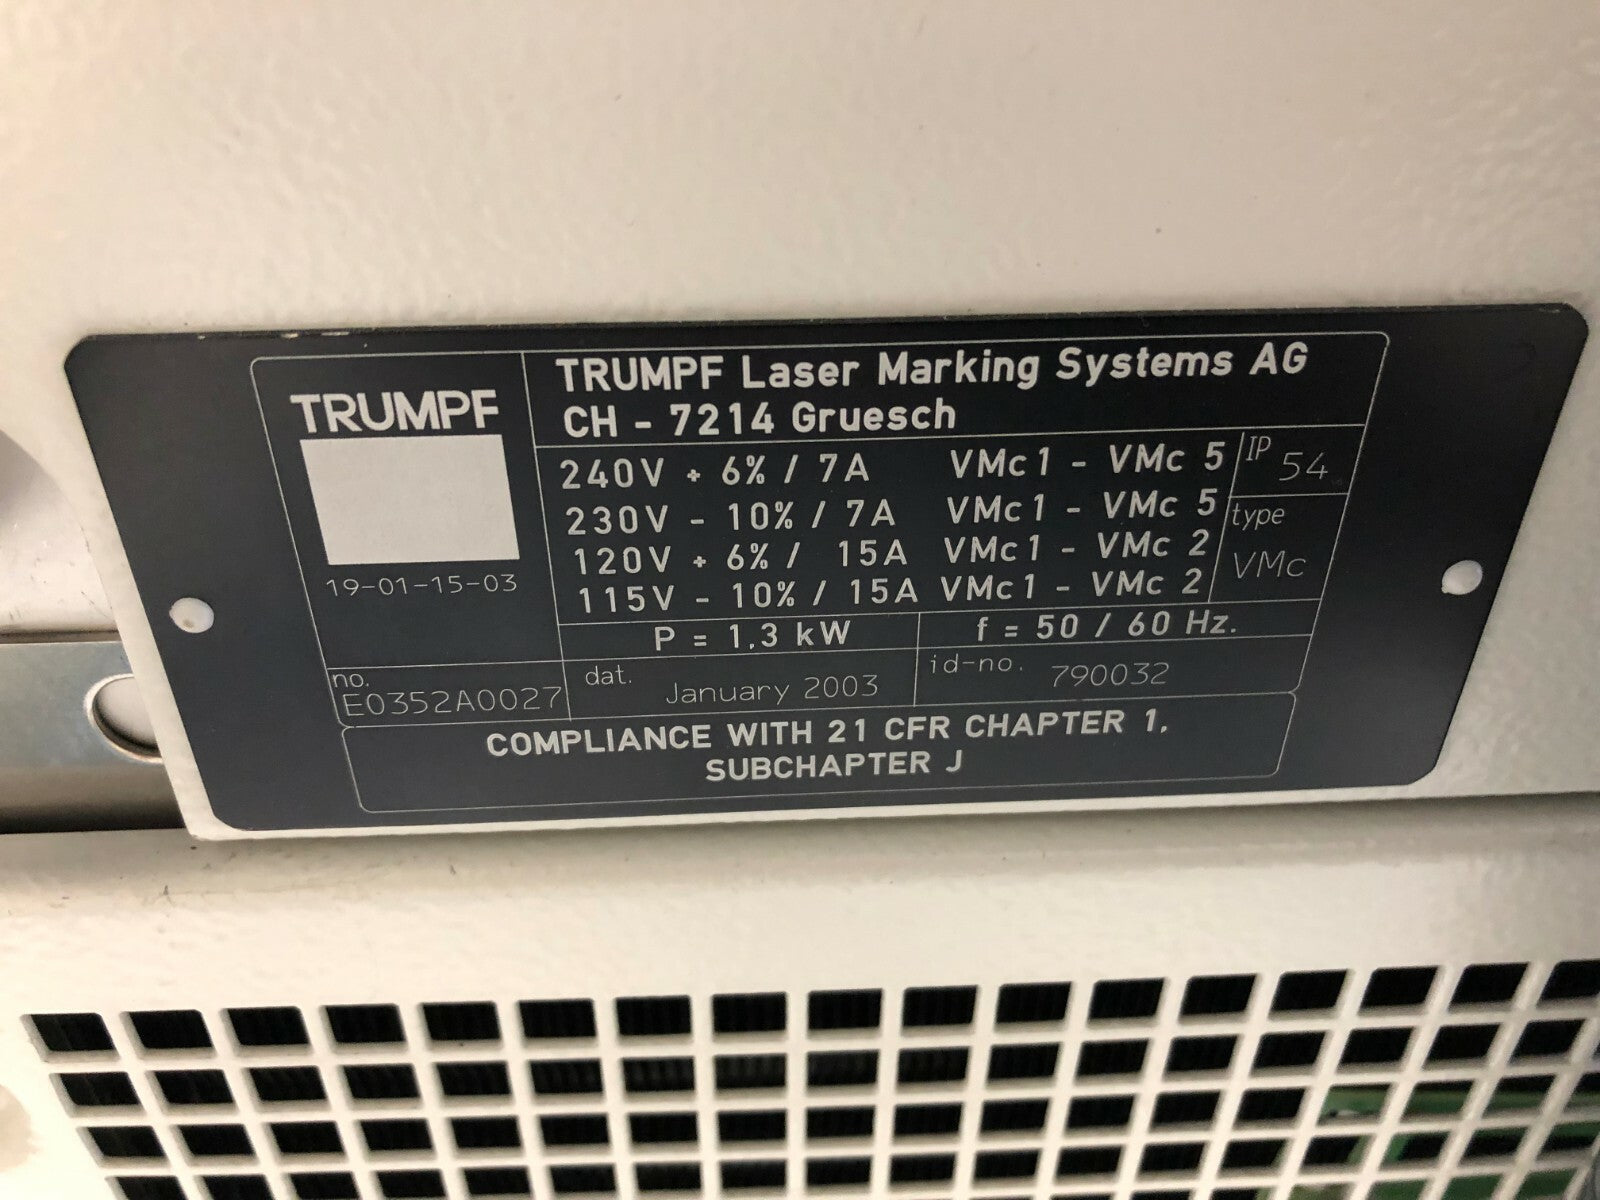 TRUMPF
19-01-15-03
TRUMPF Laser Marking Systems AG
CH - 7214 Gruesch
240V + 6% / 7A VMc1 - VMc 5
230V - 10% / 7A VMc1 - VMc 5
120V + 6% / 15A VMc1 - VMc 2
115V - 10% / 15A VMc1 - VMc 2
IP 54
type
VMc
P = 1,3 kW f = 50 / 60 Hz.
no.
E0352A0027
dat. January 2003
id-no. 790032
COMPLIANCE WITH 21 CFR CHAPTER 1,
SUBCHAPTER J